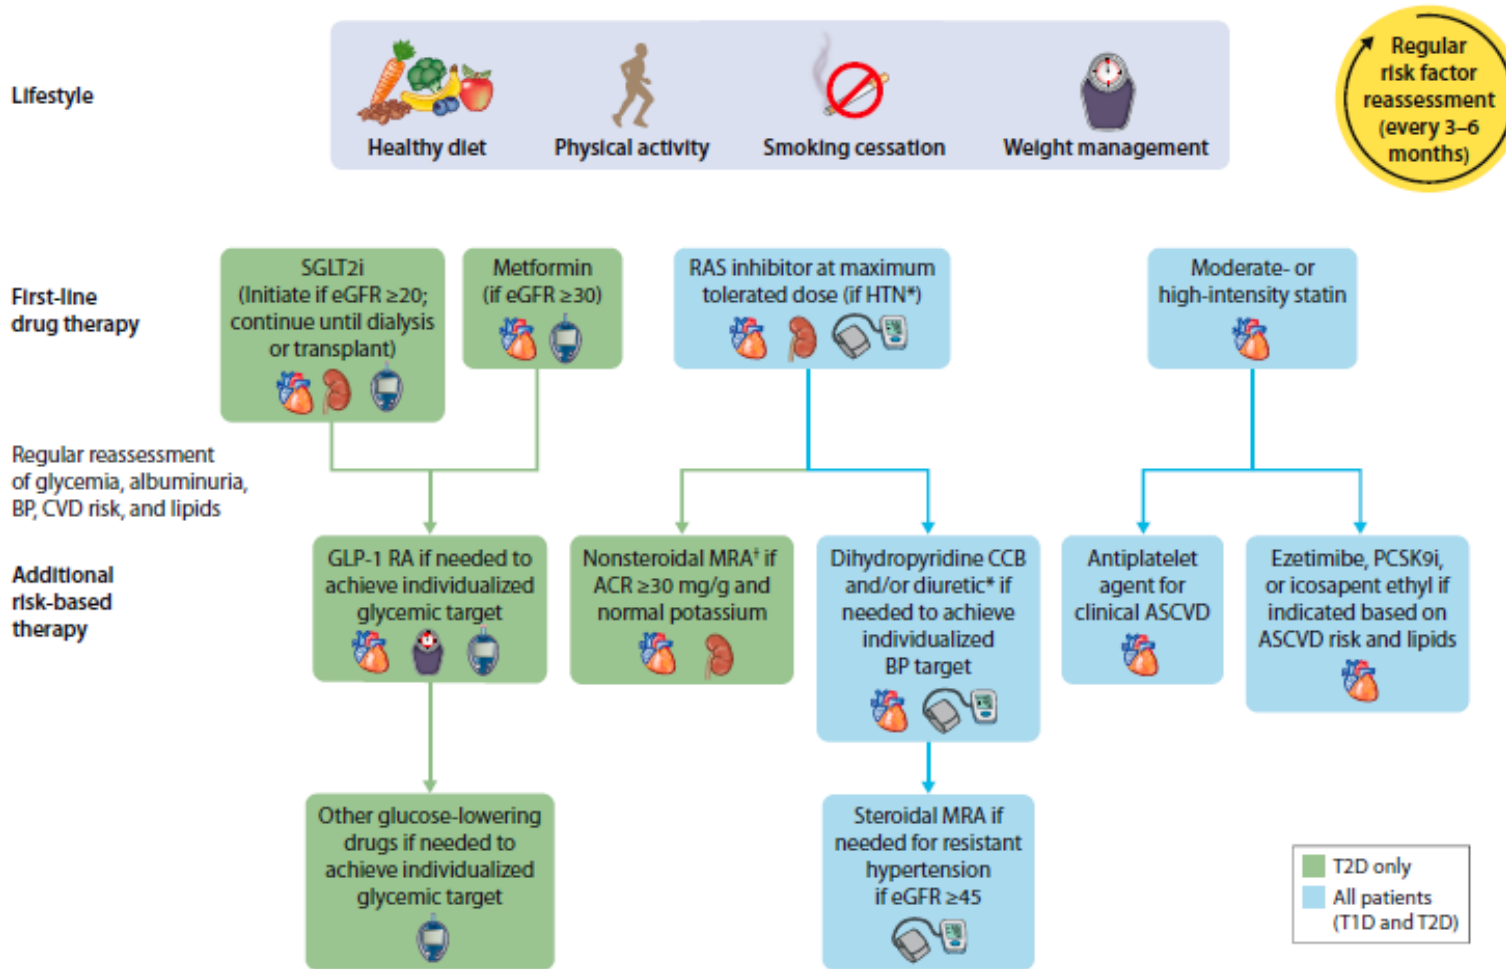 Lifestyle
Healthy diet
Physical activity
Smoking cessation
Weight management
Regular
risk factor
reassessment
(every 3–6
months)
First-line
drug therapy
SGLT2i
(Initiate if eGFR ≥20;
continue until dialysis
or transplant)
Metformin
(if eGFR ≥30)
RAS inhibitor at maximum
tolerated dose (if HTN*)
Moderate- or
high-intensity statin
Regular reassessment
of glycemia, albuminuria,
BP, CVD risk, and lipids
Additional
risk-based
therapy
GLP-1 RA if needed to
achieve individualized
glycemic target
Nonsteroidal MRA† if
ACR ≥30 mg/g and
normal potassium
Dihydropyridine CCB
and/or diuretic* if
needed to achieve
individualized
BP target
Antiplatelet
agent for
clinical ASCVD
Ezetimibe, PCSK9i,
or icosapent ethyl if
indicated based on
ASCVD risk and lipids
Other glucose-lowering
drugs if needed to
achieve individualized
glycemic target
Steroidal MRA if
needed for resistant
hypertension
if eGFR ≥45
T2D only
All patients
(T1D and T2D)